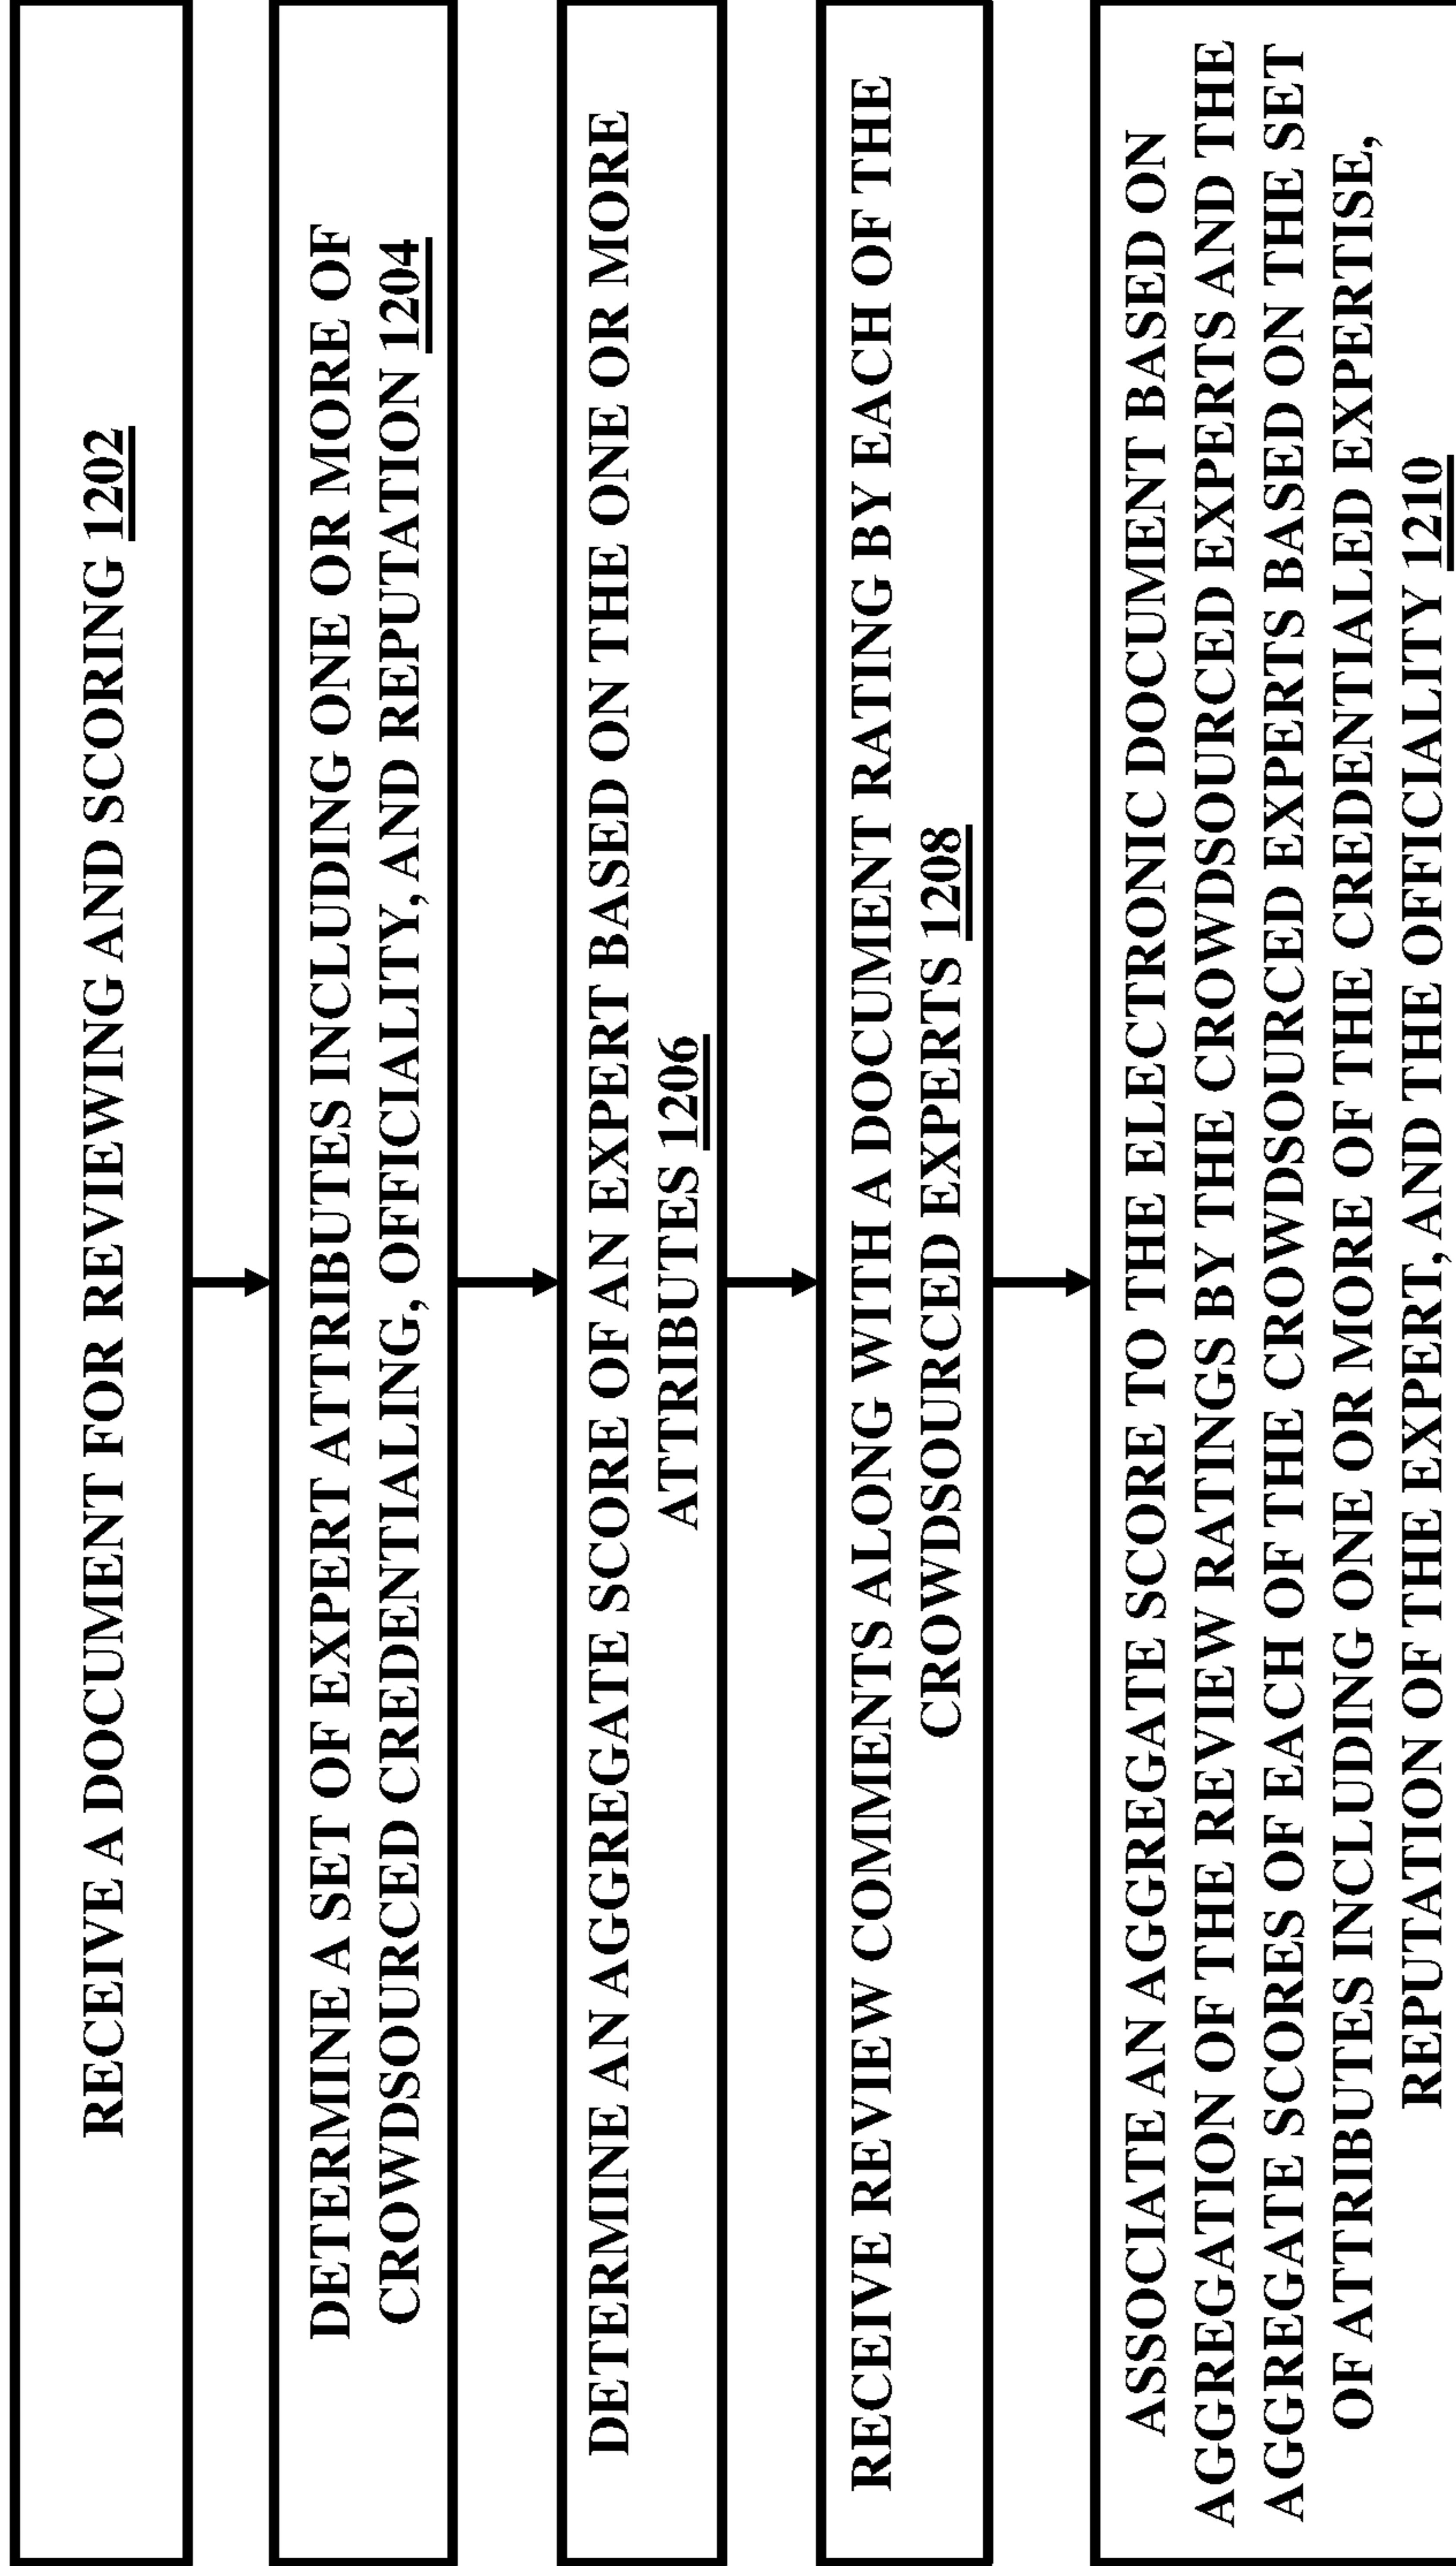 RECEIVE A DOCUMENT FOR REVIEWING AND SCORING 1202
DETERMINE A SET OF EXPERT ATTRIBUTES INCLUDING ONE OR MORE OF
CROWDSOURCED CREDENTIALING, OFFICIALITY, AND REPUTATION 1204
DETERMINE AN AGGREGATE SCORE OF AN EXPERT BASED ON THE ONE OR MORE
ATTRIBUTES 1206
RECEIVE REVIEW COMMENTS ALONG WITH A DOCUMENT RATING BY EACH OF THE
CROWDSOURCED EXPERTS 1208
ASSOCIATE AN AGGREGATE SCORE TO THE ELECTRONIC DOCUMENT BASED ON
AGGREGATION OF THE REVIEW RATINGS BY THE CROWDSOURCED EXPERTS AND THE
AGGREGATE SCORES OF EACH OF THE CROWDSOURCED EXPERTS BASED ON THE SET
OF ATTRIBUTES INCLUDING ONE OR MORE OF THE CREDENTIALED EXPERTISE,
REPUTATION OF THE EXPERT, AND THE OFFICIALITY 1210